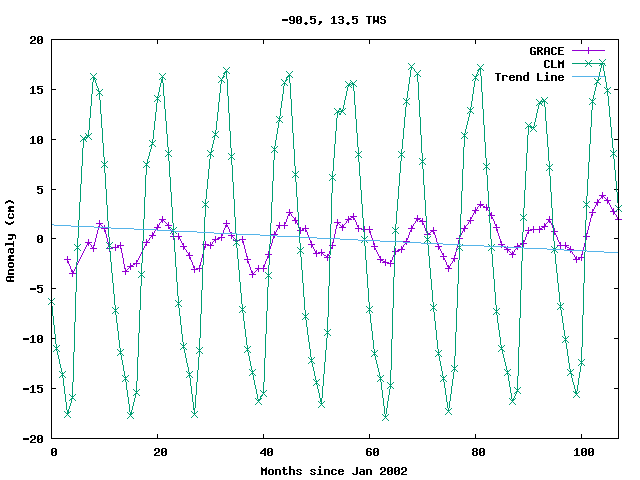 -90.5, 13.5 TWS
GRACE
CLM
Trend Line
20
15
10
5
0
-5
-10
-15
-20
Anomaly (cm)
0 20 40 60 80 100
Months since Jan 2002